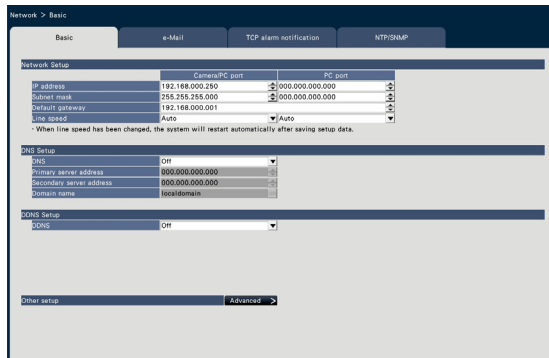 Network > Basic
Basic e-Mail TCP alarm notification NTP/SNMP
Network Setup
Camera/PC port PC port
IP address 192.168.000.250 000.000.000.000
Subnet mask 255.255.255.000 000.000.000.000
Default gateway 192.168.000.001
Line speed Auto Auto
· When line speed has been changed, the system will restart automatically after saving setup data.
DNS Setup
DNS Off
Primary server address 000.000.000.000
Secondary server address 000.000.000.000
Domain name localdomain
DDNS Setup
DDNS Off
Other setup Advanced >